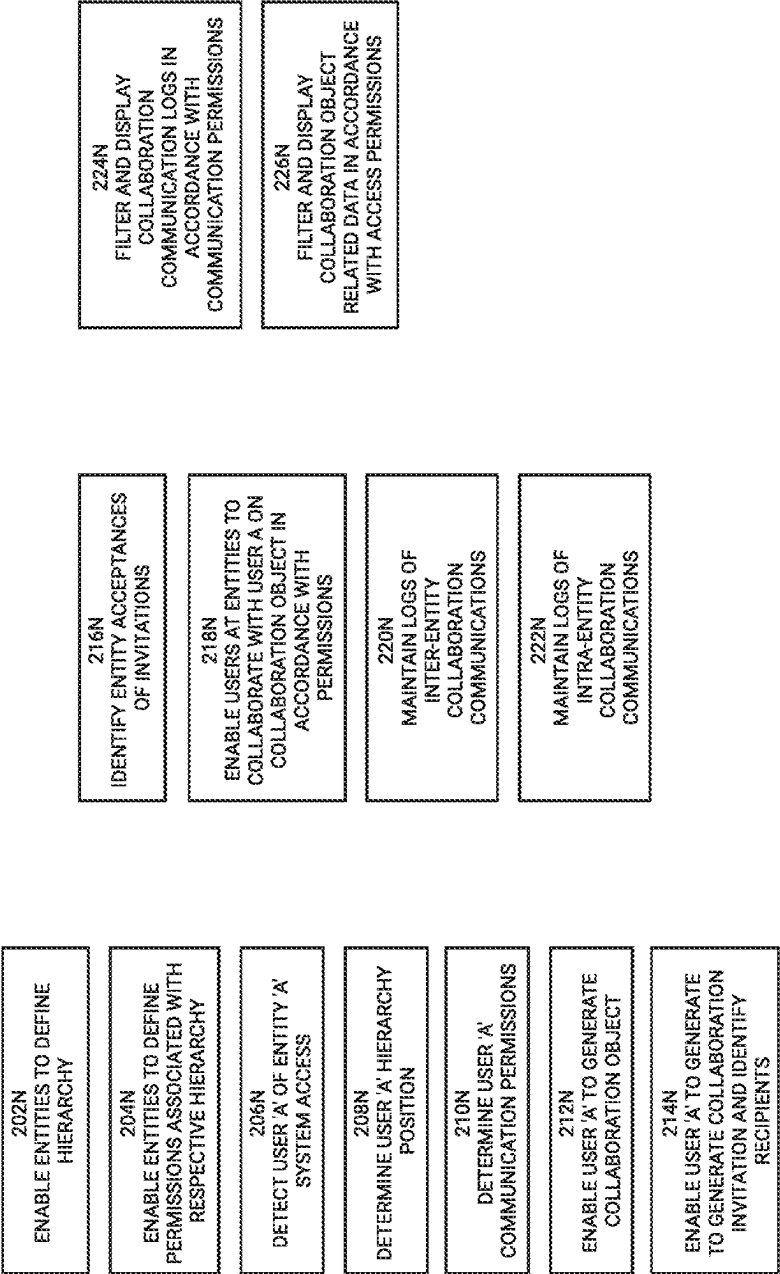 202N
ENABLE ENTITIES TO DEFINE
HIERARCHY
204N
ENABLE ENTITIES TO DEFINE
PERMISSIONS ASSOCIATED WITH
RESPECTIVE HIERARCHY
206N
DETECT USER 'A' OF ENTITY 'A'
SYSTEM ACCESS
208N
DETERMINE USER 'A' HIERARCHY
POSITION
210N
DETERMINE USER 'A'
COMMUNICATION PERMISSIONS
212N
ENABLE USER 'A' TO GENERATE
COLLABORATION OBJECT
214N
ENABLE USER 'A' TO GENERATE
TO GENERATE COLLABORATION
INVITATION AND IDENTIFY
RECIPIENTS
216N
IDENTIFY ENTITY ACCEPTANCES
OF INVITATIONS
218N
ENABLE USERS AT ENTITIES TO
COLLABORATE WITH USER A ON
COLLABORATION OBJECT IN
ACCORDANCE WITH
PERMISSIONS
220N
MAINTAIN LOGS OF
INTER-ENTITY
COLLABORATION
COMMUNICATIONS
222N
MAINTAIN LOGS OF
INTRA-ENTITY
COLLABORATION
COMMUNICATIONS
224N
FILTER AND DISPLAY
COLLABORATION
COMMUNICATION LOGS IN
ACCORDANCE WITH
COMMUNICATION PERMISSIONS
226N
FILTER AND DISPLAY
COLLABORATION OBJECT
RELATED DATA IN ACCORDANCE
WITH ACCESS PERMISSIONS